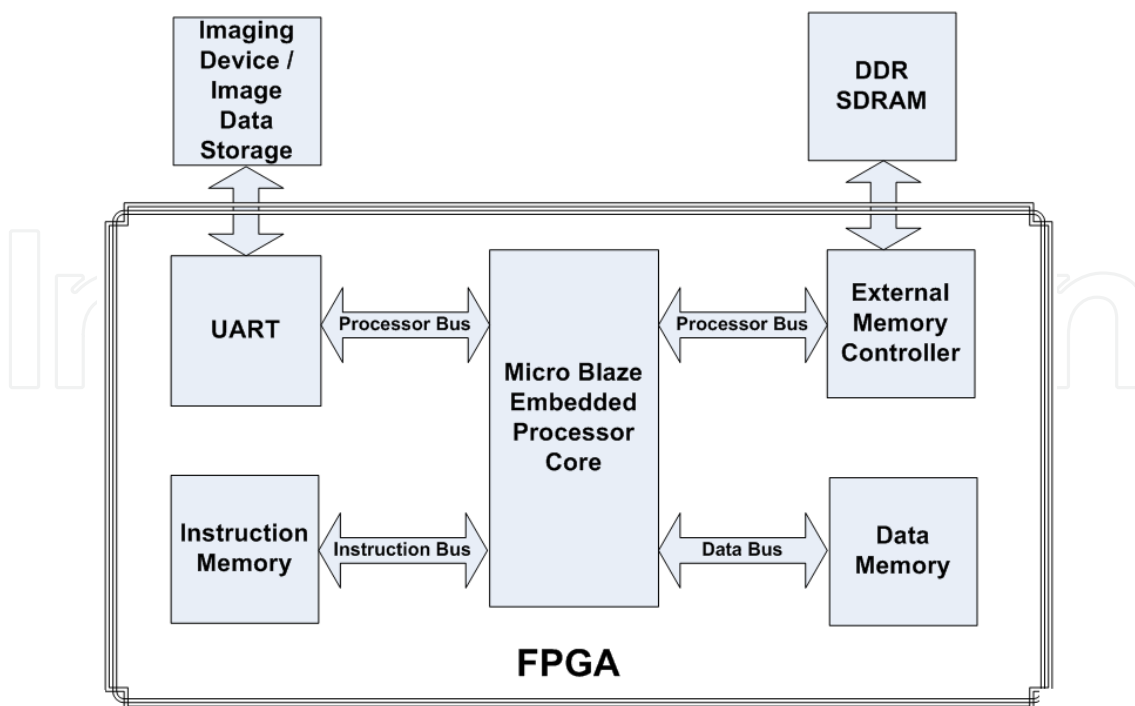 Imaging
Device /
Image
Data
Storage
DDR
SDRAM
UART
Processor Bus
Micro Blaze
Embedded
Processor
Core
Processor Bus
External
Memory
Controller
Instruction
Memory
Instruction Bus
Data Bus
Data
Memory
FPGA